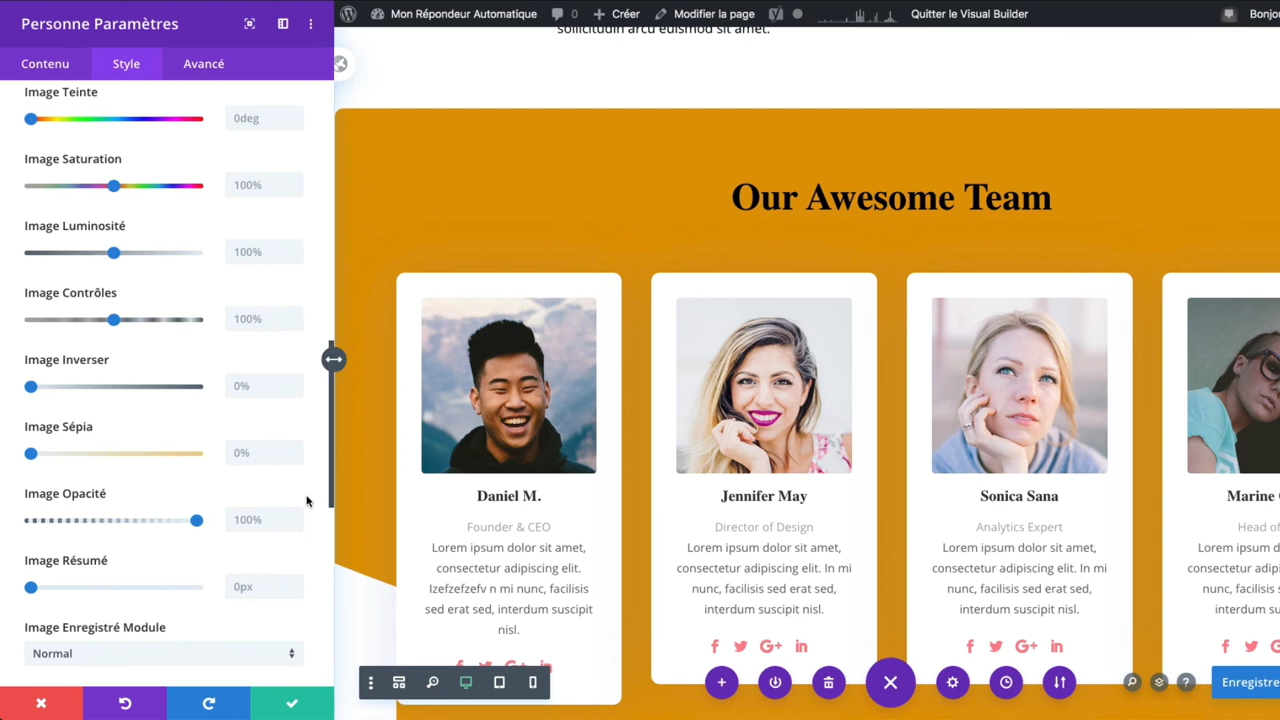 Personne Paramètres
Mon Répondeur Automatique
0
Créer
Modifier la page
Quitter le Visual Builder
Bonjo
Contenu
Style
Avancé
sollicitudin arcu euismod sit amet.
Image Teinte
0deg
Image Saturation
100%
Image Luminosité
100%
Image Contrôles
100%
Image Inverser
0%
Image Sépia
0%
Image Opacité
100%
Image Résumé
0px
Image Enregistré Module
Normal
Our Awesome Team
Daniel M.
Founder & CEO
Lorem ipsum dolor sit amet,
consectetur adipiscing elit.
Izefzefzefv n mi nunc, facilisis
sed erat sed, interdum suscipit
nisl.
Jennifer May
Director of Design
Lorem ipsum dolor sit amet,
consectetur adipiscing elit. In mi
nunc, facilisis sed erat sed,
interdum suscipit nisl.
Sonica Sana
Analytics Expert
Lorem ipsum dolor sit amet,
consectetur adipiscing elit. In mi
nunc, facilisis sed erat sed,
interdum suscipit nisl.
Marine
Head of
Lorem ipsum dolor
consectetur adipisc
nunc, facilisis sed
interdum susci
Enregistre